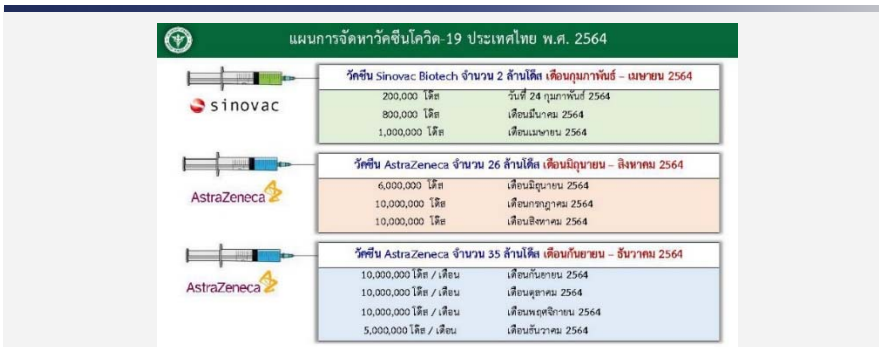 แผนการจัดหาวัคซีนโควิด-19 ประเทศไทย พ.ศ. 2564
วัคซีน Sinovac Biotech จำนวน 2 ล้านโด๊ส เดือนกุมภาพันธ์ – เมษายน 2564
sinovac
200,000 โด๊ส วันที่ 24 กุมภาพันธ์ 2564
800,000 โด๊ส เดือนมีนาคม 2564
1,000,000 โด๊ส เดือนเมษายน 2564
วัคซีน AstraZeneca จำนวน 26 ล้านโด๊ส เดือนมิถุนายน – สิงหาคม 2564
AstraZeneca
6,000,000 โด๊ส เดือนมิถุนายน 2564
10,000,000 โด๊ส เดือนกรกฎาคม 2564
10,000,000 โด๊ส เดือนสิงหาคม 2564
วัคซีน AstraZeneca จำนวน 35 ล้านโด๊ส เดือนกันยายน – ธันวาคม 2564
AstraZeneca
10,000,000 โด๊ส / เดือน เดือนกันยายน 2564
10,000,000 โด๊ส / เดือน เดือนตุลาคม 2564
10,000,000 โด๊ส / เดือน เดือนพฤศจิกายน 2564
5,000,000 โด๊ส / เดือน เดือนธันวาคม 2564